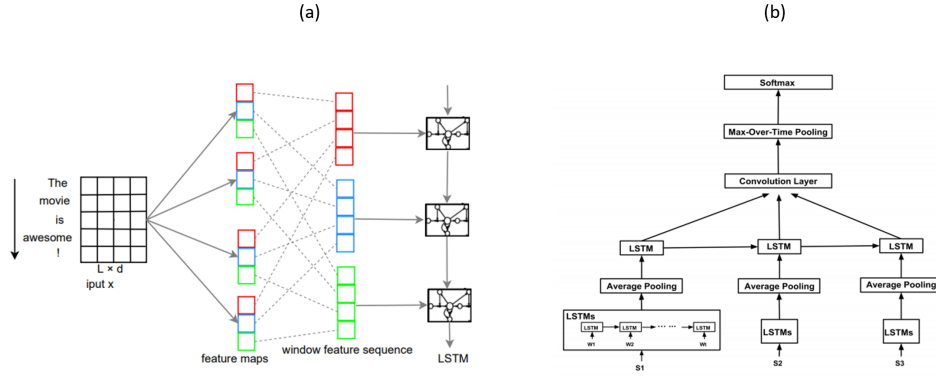 (a)
The
movie
is
awesome
!
L × d
iput x
feature maps
window feature sequence
LSTM
(b)
Softmax
Max-Over-Time Pooling
Convolution Layer
LSTM
LSTM
LSTM
Average Pooling
Average Pooling
Average Pooling
LSTMs
LSTM
LSTM
......
LSTM
W1
W2
Wt
LSTMs
LSTMs
S1
S2
S3